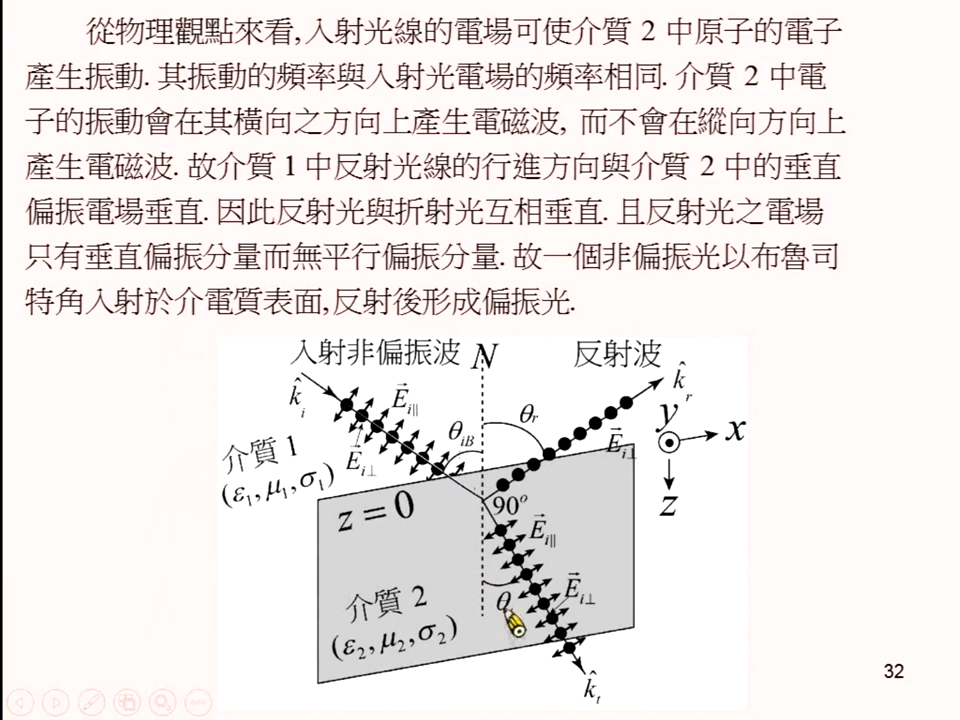 從物理觀點來看,入射光線的電場可使介質 2 中原子的電子
產生振動. 其振動的頻率與入射光電場的頻率相同. 介質 2 中電
子的振動會在其橫向之方向上產生電磁波, 而不會在縱向方向上
產生電磁波. 故介質 1 中反射光線的行進方向與介質 2 中的垂直
偏振電場垂直. 因此反射光與折射光互相垂直. 且反射光之電場
只有垂直偏振分量而無平行偏振分量. 故一個非偏振光以布魯司
特角入射於介電質表面,反射後形成偏振光.
入射非偏振波 N 反射波
k̂ᵢ E⃗ᵢ∥ θ_iB θᵣ k̂ᵣ
y x
介質 1 E⃗ᵢ⊥ E⃗ᵢ⊥
(ε₁,μ₁,σ₁)
z
z = 0 90° E⃗ᵢ∥
介質 2 θ E⃗ᵢ⊥
(ε₂,μ₂,σ₂)
k̂ₜ
32